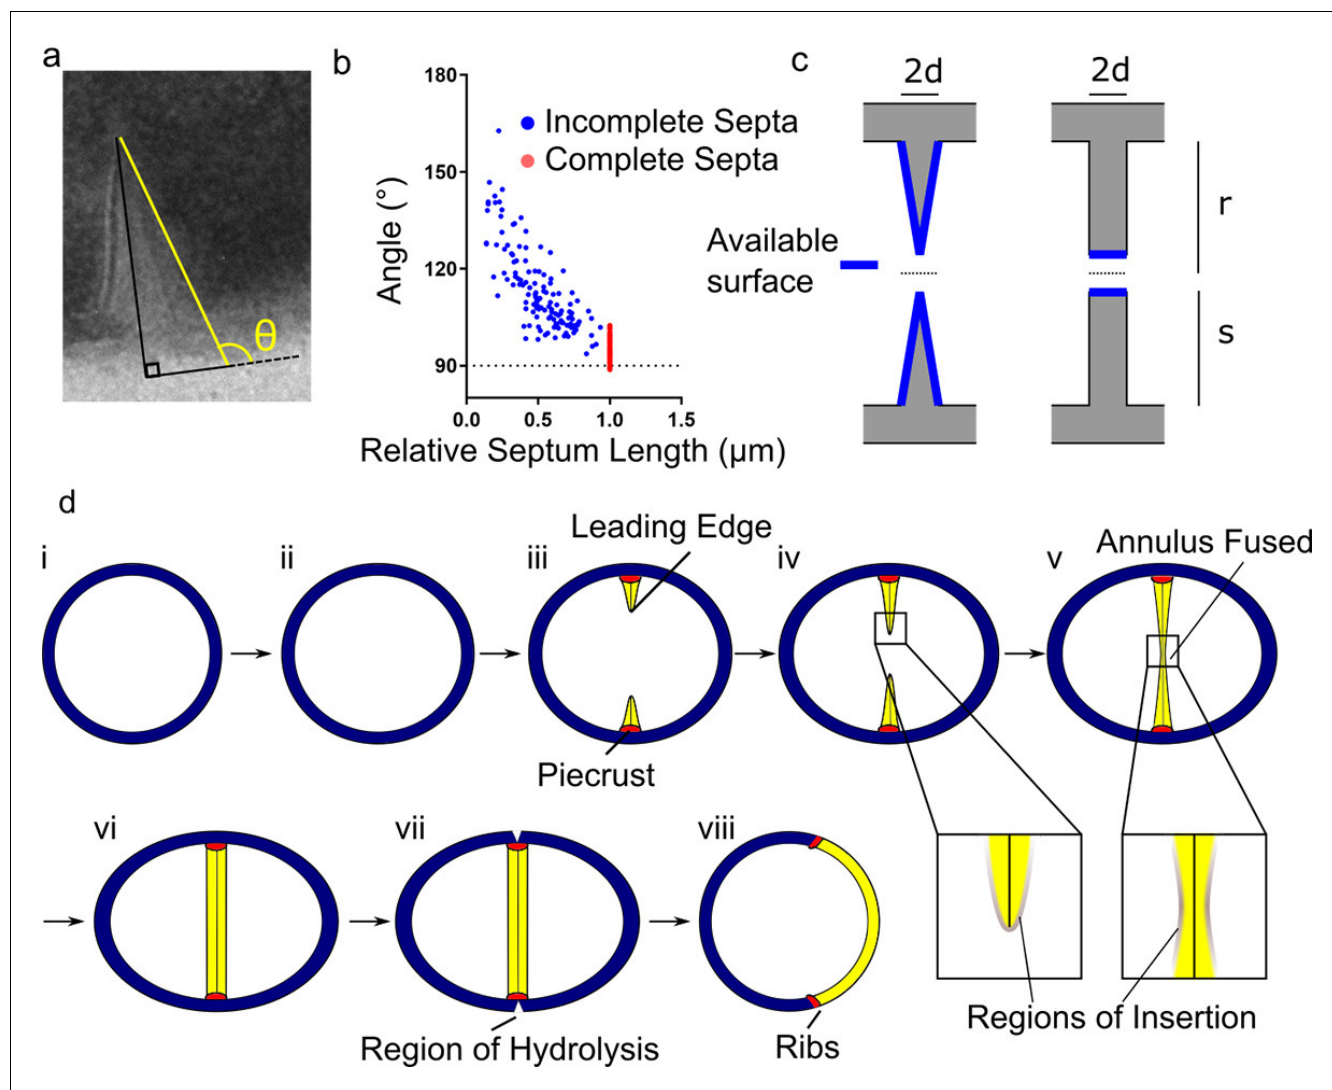 a
θ
b
180
150
120
90
Angle (°)
Incomplete Septa
Complete Septa
0.0
0.5
1.0
1.5
Relative Septum Length (μm)
c
2d
2d
Available
surface
r
s
d
i
ii
iii
Leading Edge
Piecrust
iv
v
Annulus Fused
vi
vii
viii
Region of Hydrolysis
Ribs
Regions of Insertion